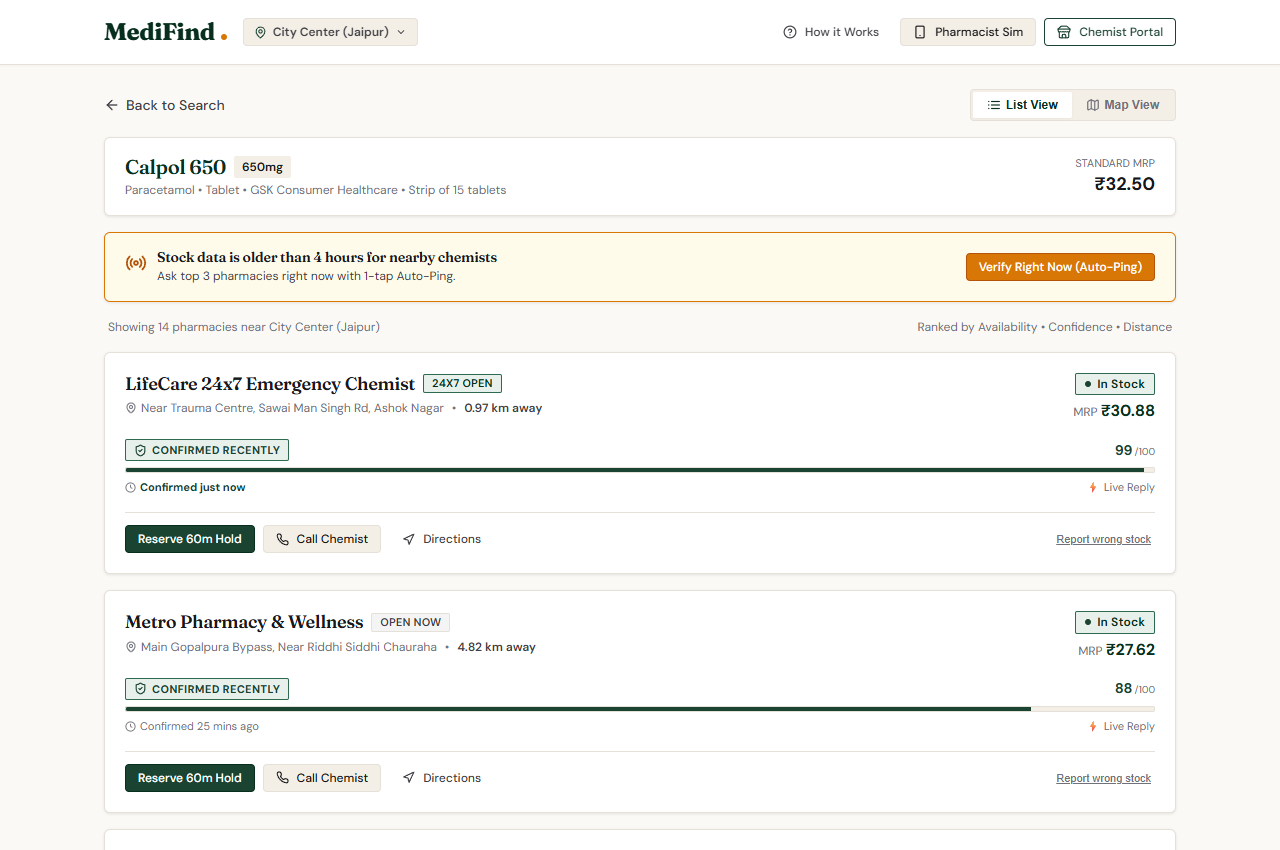 MediFind
City Center (Jaipur)
How it Works
Pharmacist Sim
Chemist Portal
Back to Search
List View
Map View
Calpol 650
650mg
STANDARD MRP
Paracetamol • Tablet • GSK Consumer Healthcare • Strip of 15 tablets
₹32.50
Stock data is older than 4 hours for nearby chemists
Ask top 3 pharmacies right now with 1-tap Auto-Ping.
Verify Right Now (Auto-Ping)
Showing 14 pharmacies near City Center (Jaipur)
Ranked by Availability • Confidence • Distance
LifeCare 24x7 Emergency Chemist
24X7 OPEN
In Stock
Near Trauma Centre, Sawai Man Singh Rd, Ashok Nagar • 0.97 km away
MRP ₹30.88
CONFIRMED RECENTLY
99 /100
Confirmed just now
Live Reply
Reserve 60m Hold
Call Chemist
Directions
Report wrong stock
Metro Pharmacy & Wellness
OPEN NOW
In Stock
Main Gopalpura Bypass, Near Riddhi Siddhi Chauraha • 4.82 km away
MRP ₹27.62
CONFIRMED RECENTLY
88 /100
Confirmed 25 mins ago
Live Reply
Reserve 60m Hold
Call Chemist
Directions
Report wrong stock